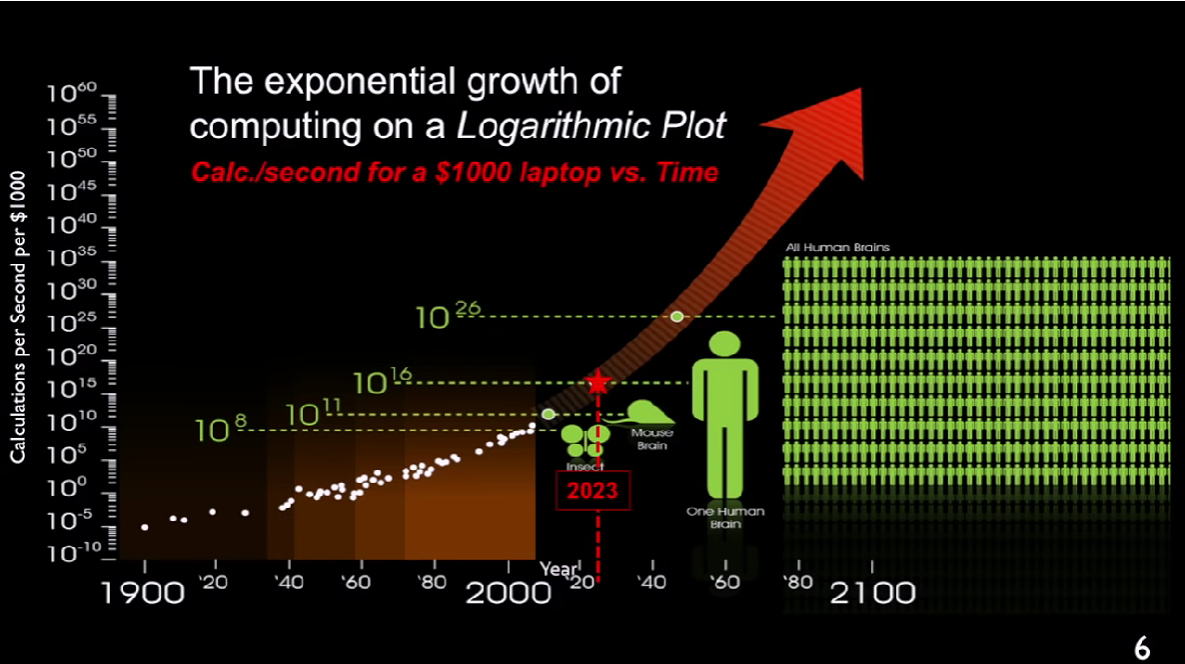 The exponential growth of
computing on a Logarithmic Plot
Calc./second for a $1000 laptop vs. Time
Calculations per Second per $1000
10^60
10^55
10^50
10^45
10^40
10^35
10^30
10^25
10^20
10^15
10^10
10^5
10^0
10^-5
10^-10
10^26
10^16
10^11
10^8
All Human Brains
Mouse
Brain
Insect
2023
One Human
Brain
Year
1900
'20
'40
'60
'80
2000
'20
'40
'60
'80
2100
6